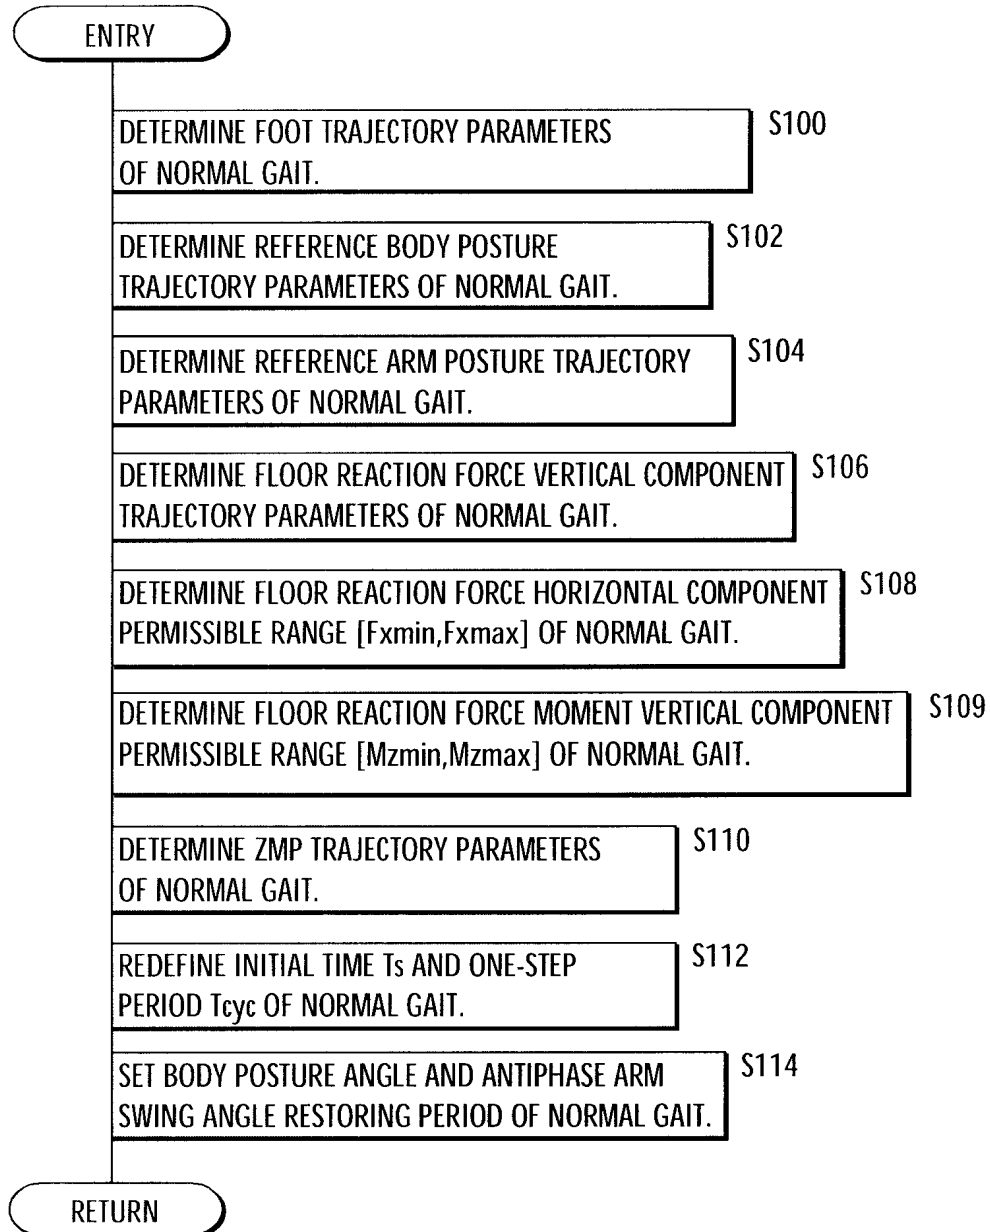 ENTRY
DETERMINE FOOT TRAJECTORY PARAMETERS
OF NORMAL GAIT.
S100
DETERMINE REFERENCE BODY POSTURE
TRAJECTORY PARAMETERS OF NORMAL GAIT.
S102
DETERMINE REFERENCE ARM POSTURE TRAJECTORY
PARAMETERS OF NORMAL GAIT.
S104
DETERMINE FLOOR REACTION FORCE VERTICAL COMPONENT
TRAJECTORY PARAMETERS OF NORMAL GAIT.
S106
DETERMINE FLOOR REACTION FORCE HORIZONTAL COMPONENT
PERMISSIBLE RANGE [Fxmin,Fxmax] OF NORMAL GAIT.
S108
DETERMINE FLOOR REACTION FORCE MOMENT VERTICAL COMPONENT
PERMISSIBLE RANGE [Mzmin,Mzmax] OF NORMAL GAIT.
S109
DETERMINE ZMP TRAJECTORY PARAMETERS
OF NORMAL GAIT.
S110
REDEFINE INITIAL TIME Ts AND ONE-STEP
PERIOD Tcyc OF NORMAL GAIT.
S112
SET BODY POSTURE ANGLE AND ANTIPHASE ARM
SWING ANGLE RESTORING PERIOD OF NORMAL GAIT.
S114
RETURN